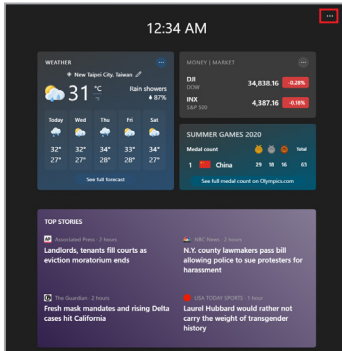 12:34 AM
WEATHER
New Taipei City, Taiwan
31 °C
Rain showers
87%
Today Wed Thu Fri Sat
32° 32° 34° 33° 34°
27° 27° 28° 28° 27°
See full forecast
MONEY | MARKET
DJI 34,838.16 -0.28%
DOW
INX 4,387.16 -0.18%
S&P 500
SUMMER GAMES 2020
Medal count Total
1 China 29 18 16 63
See full medal count on Olympics.com
TOP STORIES
AP Associated Press · 2 hours
Landlords, tenants fill courts as
eviction moratorium ends
NBC News · 2 hours
N.Y. county lawmakers pass bill
allowing police to sue protesters for
harassment
The Guardian · 2 hours
Fresh mask mandates and rising Delta
cases hit California
USA TODAY SPORTS · 1 hour
Laurel Hubbard would rather not
carry the weight of transgender
history